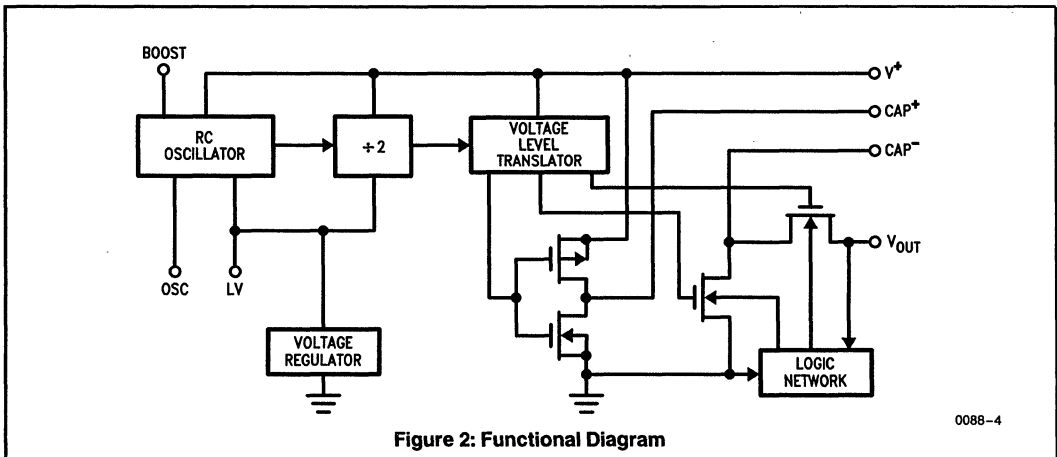 BOOST
V+
CAP+
RC
OSCILLATOR
÷2
VOLTAGE
LEVEL
TRANSLATOR
CAP-
VOUT
OSC
LV
VOLTAGE
REGULATOR
LOGIC
NETWORK
0088-4
Figure 2: Functional Diagram